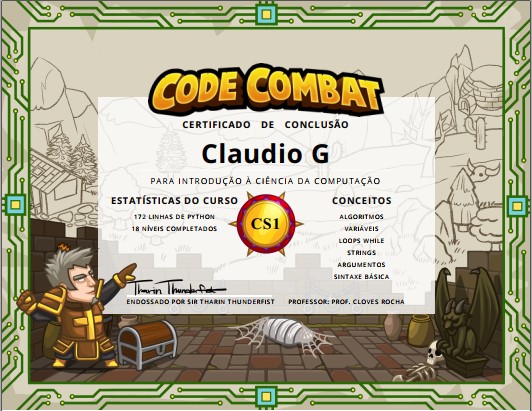 CODE COMBAT
CERTIFICADO DE CONCLUSÃO
Claudio G
PARA INTRODUÇÃO À CIÊNCIA DA COMPUTAÇÃO
ESTATÍSTICAS DO CURSO
172 LINHAS DE PYTHON
18 NÍVEIS COMPLETADOS
CS1
CONCEITOS
ALGORITMOS
VARIÁVEIS
LOOPS WHILE
STRINGS
ARGUMENTOS
SINTAXE BÁSICA
Tharin Thunderfist
ENDOSSADO POR SIR THARIN THUNDERFIST
PROFESSOR: PROF. CLOVES ROCHA